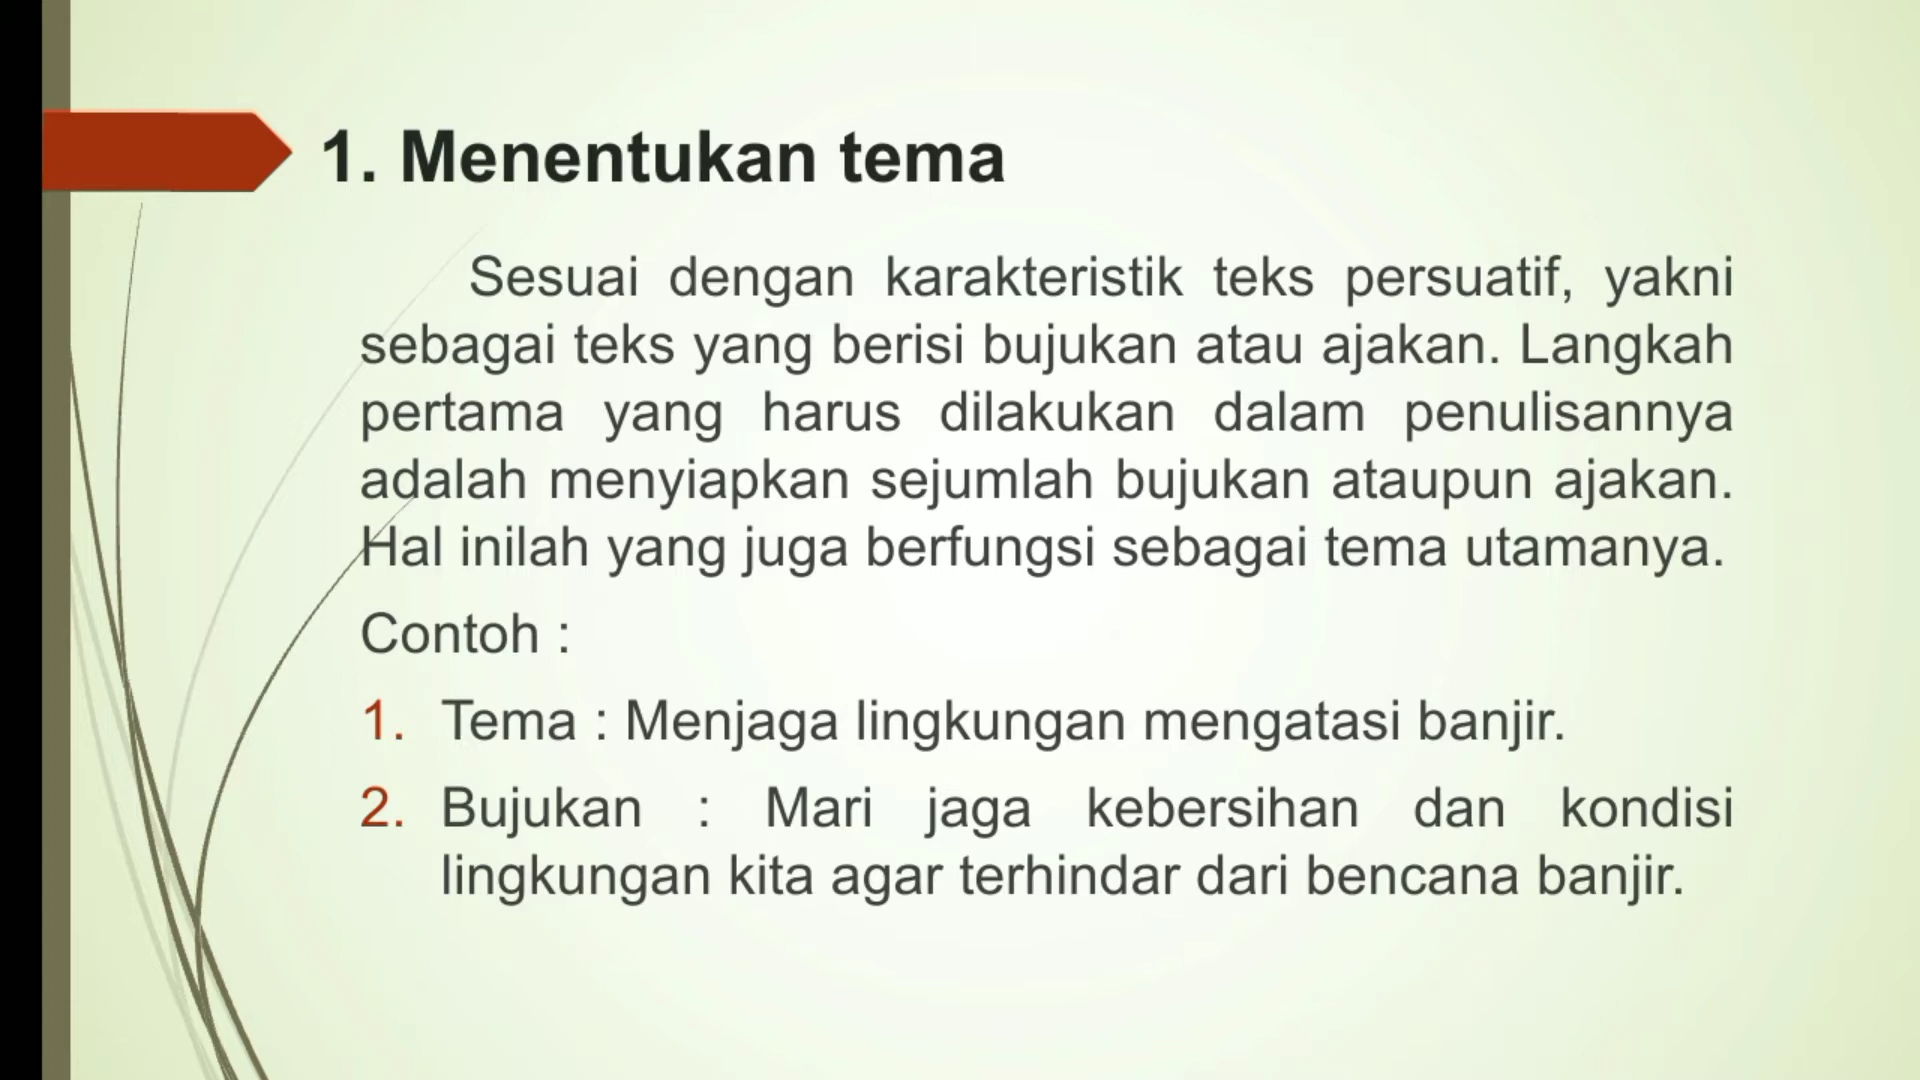 1. Menentukan tema
Sesuai dengan karakteristik teks persuatif, yakni
sebagai teks yang berisi bujukan atau ajakan. Langkah
pertama yang harus dilakukan dalam penulisannya
adalah menyiapkan sejumlah bujukan ataupun ajakan.
Hal inilah yang juga berfungsi sebagai tema utamanya.
Contoh :
1. Tema : Menjaga lingkungan mengatasi banjir.
2. Bujukan : Mari jaga kebersihan dan kondisi
lingkungan kita agar terhindar dari bencana banjir.